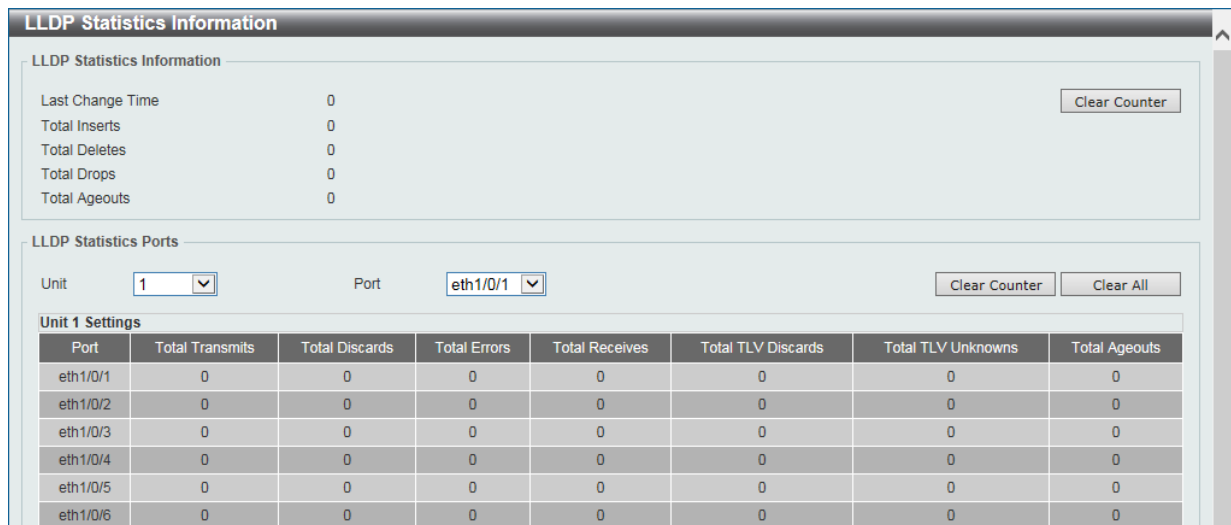 LLDP Statistics Information
LLDP Statistics Information
Last Change Time 0 Clear Counter
Total Inserts 0
Total Deletes 0
Total Drops 0
Total Ageouts 0
LLDP Statistics Ports
Unit 1 Port eth1/0/1 Clear Counter Clear All
Unit 1 Settings
Port Total Transmits Total Discards Total Errors Total Receives Total TLV Discards Total TLV Unknowns Total Ageouts
eth1/0/1 0 0 0 0 0 0 0
eth1/0/2 0 0 0 0 0 0 0
eth1/0/3 0 0 0 0 0 0 0
eth1/0/4 0 0 0 0 0 0 0
eth1/0/5 0 0 0 0 0 0 0
eth1/0/6 0 0 0 0 0 0 0